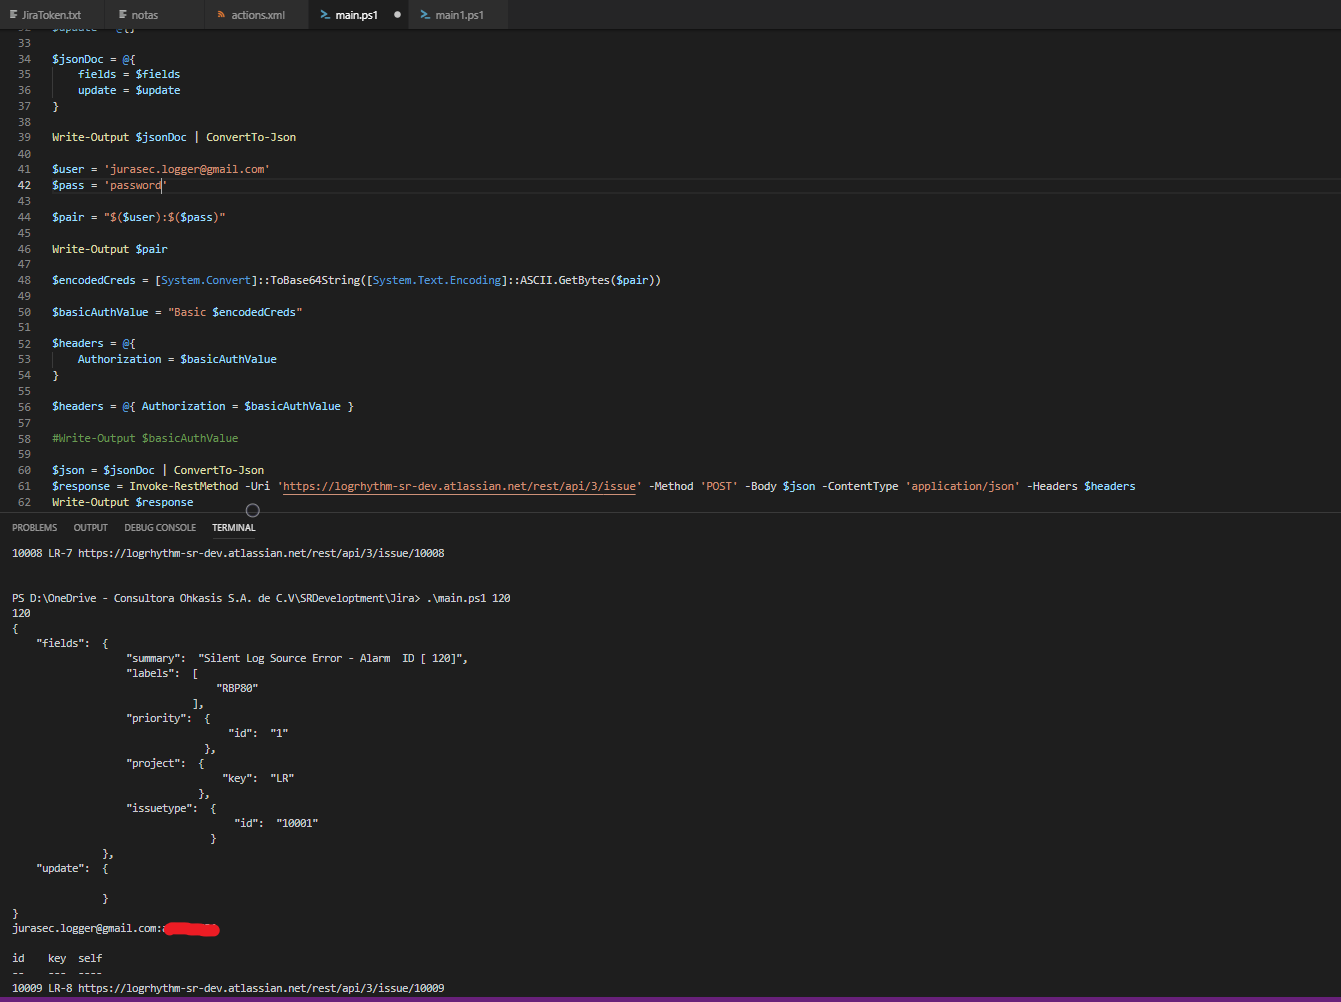 JiraToken.txt
notas
actions.xml
main.ps1
main1.ps1
33
34 $jsonDoc = @{
35 fields = $fields
36 update = $update
37 }
38
39 Write-Output $jsonDoc | ConvertTo-Json
40
41 $user = 'jurasec.logger@gmail.com'
42 $pass = 'password'
43
44 $pair = "$($user):$($pass)"
45
46 Write-Output $pair
47
48 $encodedCreds = [System.Convert]::ToBase64String([System.Text.Encoding]::ASCII.GetBytes($pair))
49
50 $basicAuthValue = "Basic $encodedCreds"
51
52 $headers = @{
53 Authorization = $basicAuthValue
54 }
55
56 $headers = @{ Authorization = $basicAuthValue }
57
58 #Write-Output $basicAuthValue
59
60 $json = $jsonDoc | ConvertTo-Json
61 $response = Invoke-RestMethod -Uri 'https://logrhythm-sr-dev.atlassian.net/rest/api/3/issue' -Method 'POST' -Body $json -ContentType 'application/json' -Headers $headers
62 Write-Output $response
PROBLEMS OUTPUT DEBUG CONSOLE TERMINAL
10008 LR-7 https://logrhythm-sr-dev.atlassian.net/rest/api/3/issue/10008
PS D:\OneDrive - Consultora Ohkasis S.A. de C.V\SRDeveloptment\Jira> .\main.ps1 120
120
{
"fields": {
"summary": "Silent Log Source Error - Alarm  ID [ 120]",
"labels": [
"RBP80"
],
"priority": {
"id": "1"
},
"project": {
"key": "LR"
},
"issuetype": {
"id": "10001"
}
},
"update": {
}
}
jurasec.logger@gmail.com:
id key self
-- --- ----
10009 LR-8 https://logrhythm-sr-dev.atlassian.net/rest/api/3/issue/10009